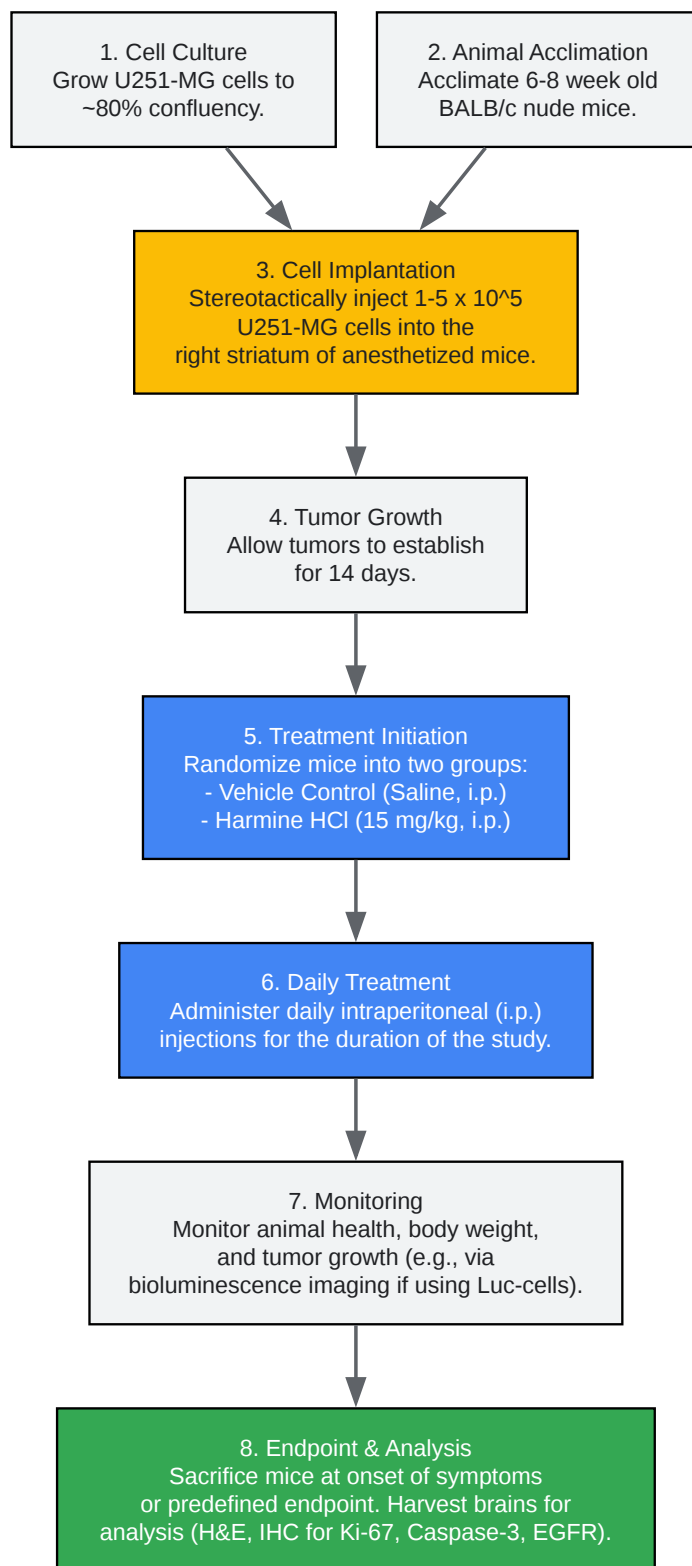 1. Cell Culture
Grow U251-MG cells to
~80% confluency.
2. Animal Acclimation
Acclimate 6-8 week old
BALB/c nude mice.
3. Cell Implantation
Stereotactically inject 1-5 x 10^5
U251-MG cells into the
right striatum of anesthetized mice.
4. Tumor Growth
Allow tumors to establish
for 14 days.
5. Treatment Initiation
Randomize mice into two groups:
- Vehicle Control (Saline, i.p.)
- Harmine HCl (15 mg/kg, i.p.)
6. Daily Treatment
Administer daily intraperitoneal (i.p.)
injections for the duration of the study.
7. Monitoring
Monitor animal health, body weight,
and tumor growth (e.g., via
bioluminescence imaging if using Luc-cells).
8. Endpoint & Analysis
Sacrifice mice at onset of symptoms
or predefined endpoint. Harvest brains for
analysis (H&E, IHC for Ki-67, Caspase-3, EGFR).